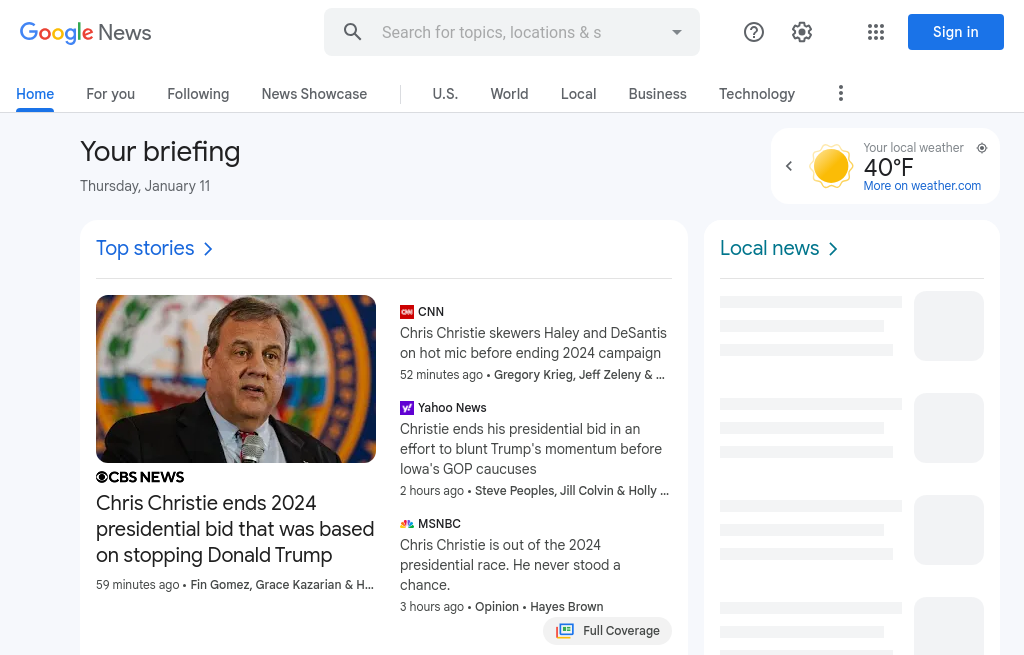 Google News
Search for topics, locations & s
Sign in
Home
For you
Following
News Showcase
U.S.
World
Local
Business
Technology
Your briefing
Thursday, January 11
Your local weather
40°F
More on weather.com
Top stories
CBS NEWS
Chris Christie ends 2024
presidential bid that was based
on stopping Donald Trump
59 minutes ago • Fin Gomez, Grace Kazarian & H...
CNN
Chris Christie skewers Haley and DeSantis
on hot mic before ending 2024 campaign
52 minutes ago • Gregory Krieg, Jeff Zeleny & ...
Yahoo News
Christie ends his presidential bid in an
effort to blunt Trump's momentum before
Iowa's GOP caucuses
2 hours ago • Steve Peoples, Jill Colvin & Holly ...
MSNBC
Chris Christie is out of the 2024
presidential race. He never stood a
chance.
3 hours ago • Opinion • Hayes Brown
Full Coverage
Local news